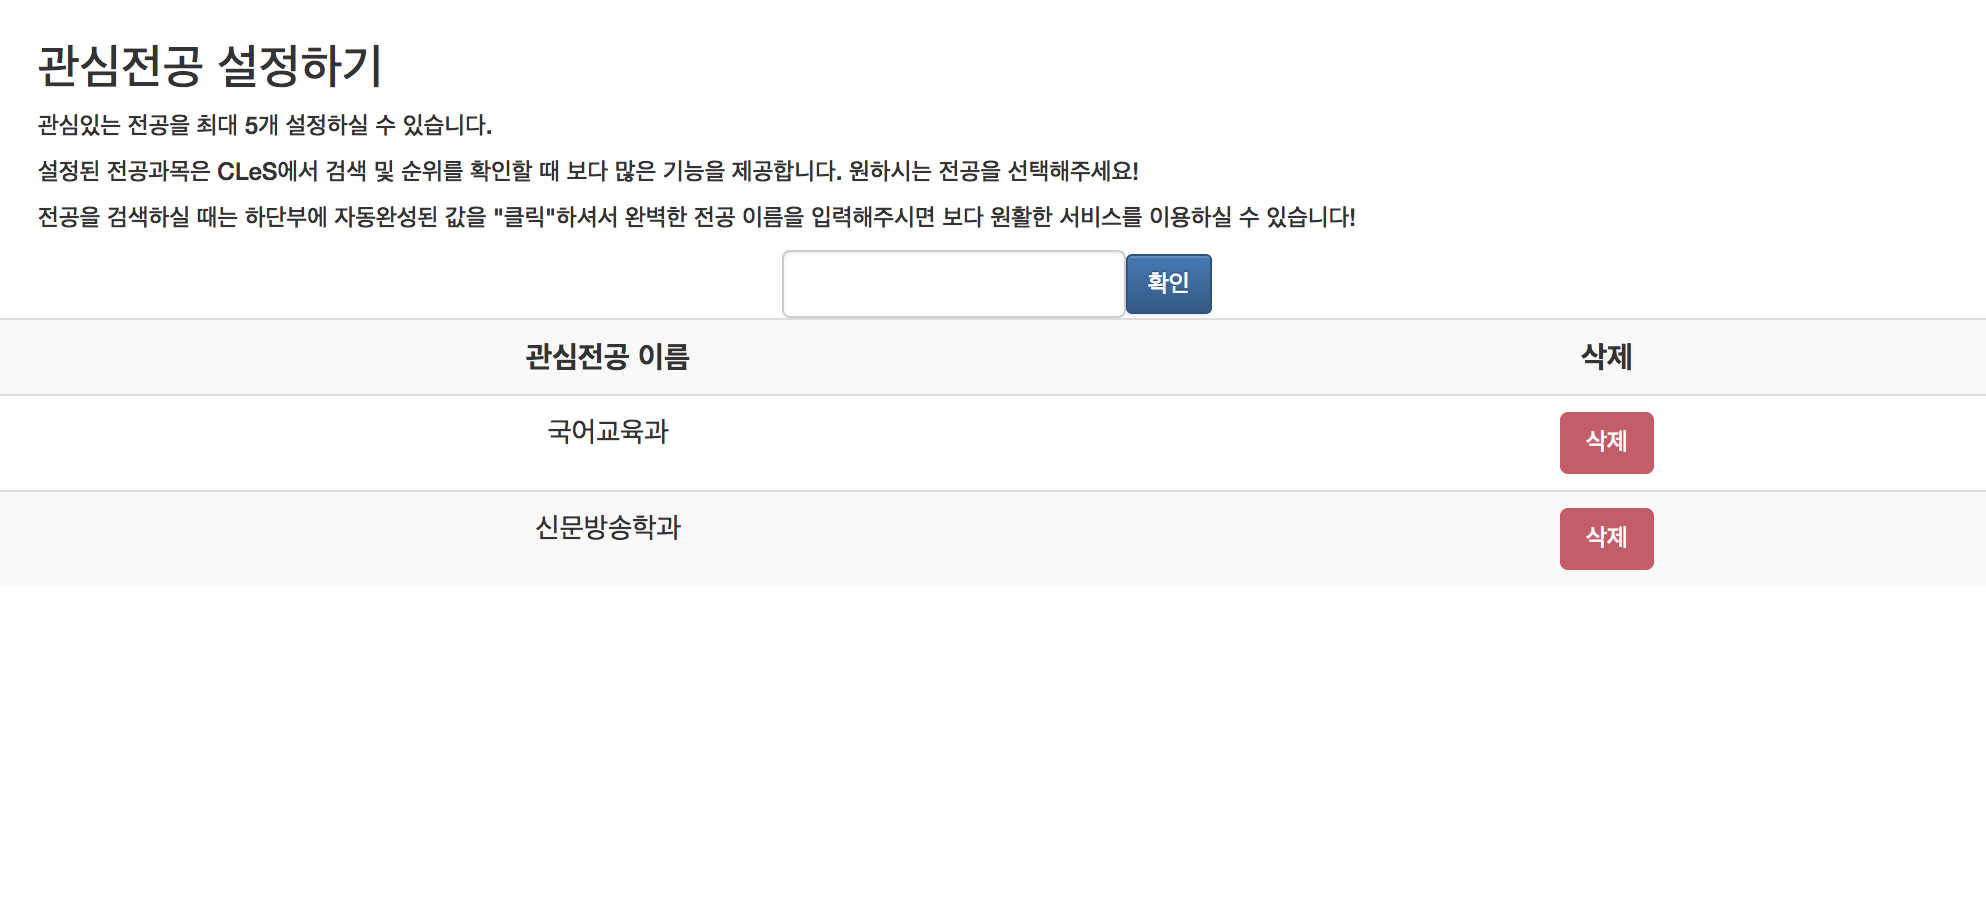 관심전공 설정하기
관심있는 전공을 최대 5개 설정하실 수 있습니다.
설정된 전공과목은 CLeS에서 검색 및 순위를 확인할 때 보다 많은 기능을 제공합니다. 원하시는 전공을 선택해주세요!
전공을 검색하실 때는 하단부에 자동완성된 값을 "클릭"하셔서 완벽한 전공 이름을 입력해주시면 보다 원활한 서비스를 이용하실 수 있습니다!
확인
관심전공 이름 삭제
국어교육과 삭제
신문방송학과 삭제